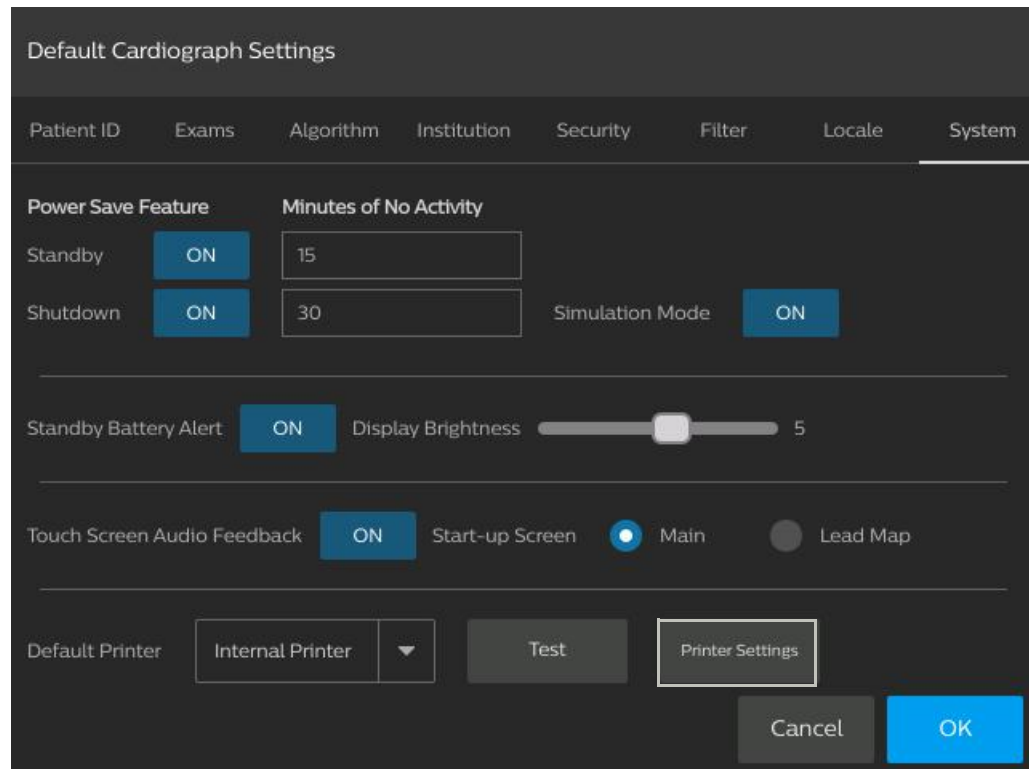 Default Cardiograph Settings
Patient ID Exams Algorithm Institution Security Filter Locale System
Power Save Feature Minutes of No Activity
Standby ON 15
Shutdown ON 30 Simulation Mode ON
Standby Battery Alert ON Display Brightness 5
Touch Screen Audio Feedback ON Start-up Screen Main Lead Map
Default Printer Internal Printer Test Printer Settings
Cancel OK